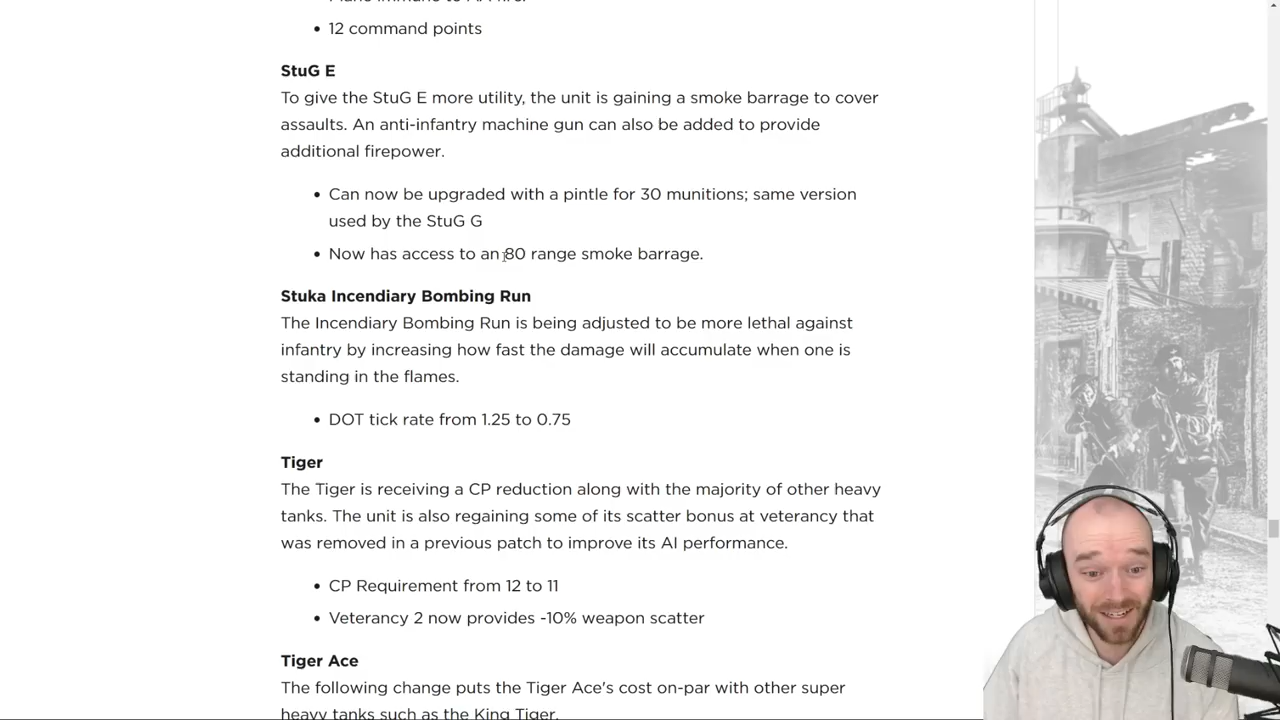 12 command points
StuG E
To give the StuG E more utility, the unit is gaining a smoke barrage to cover
assaults. An anti-infantry machine gun can also be added to provide
additional firepower.
Can now be upgraded with a pintle for 30 munitions; same version
used by the StuG G
Now has access to an 80 range smoke barrage.
Stuka Incendiary Bombing Run
The Incendiary Bombing Run is being adjusted to be more lethal against
infantry by increasing how fast the damage will accumulate when one is
standing in the flames.
DOT tick rate from 1.25 to 0.75
Tiger
The Tiger is receiving a CP reduction along with the majority of other heavy
tanks. The unit is also regaining some of its scatter bonus at veterancy that
was removed in a previous patch to improve its AI performance.
CP Requirement from 12 to 11
Veterancy 2 now provides -10% weapon scatter
Tiger Ace
The following change puts the Tiger Ace's cost on-par with other super
heavy tanks such as the King Tiger.